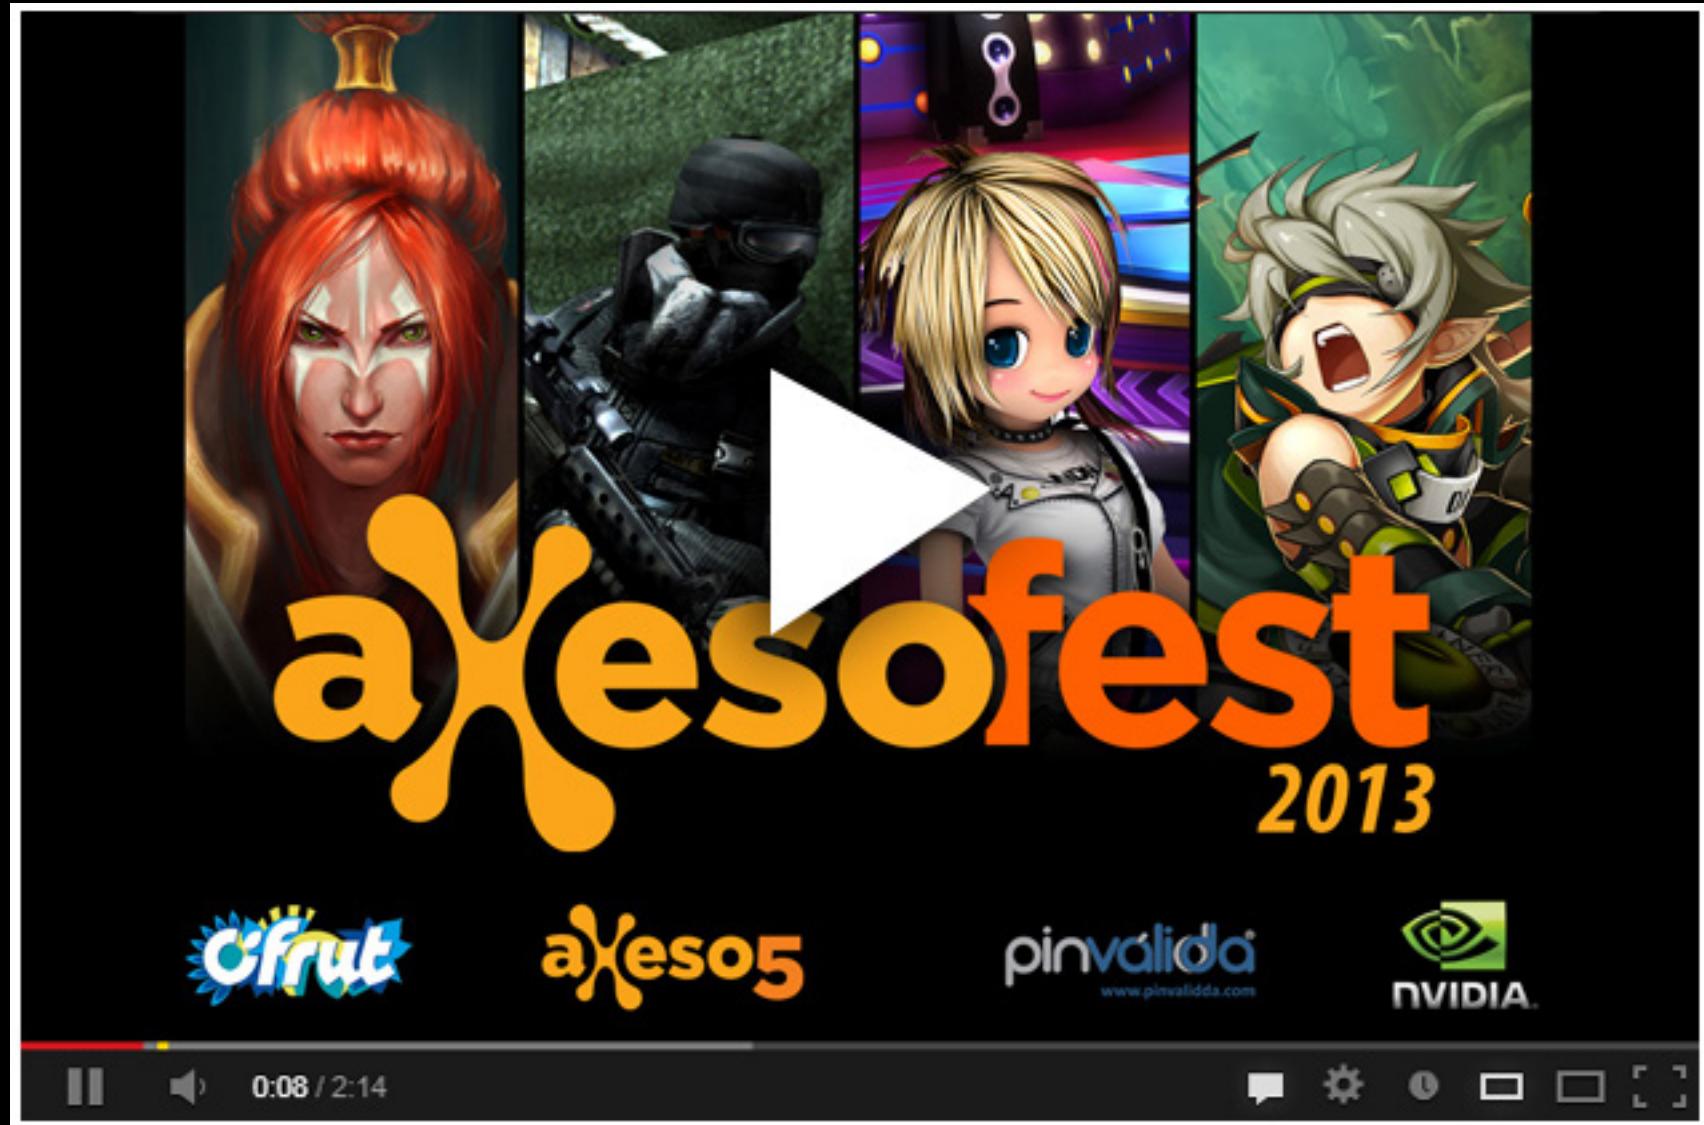 axesofest
2013
Cifrut
axeso5
pinválida
www.pinvalidda.com
NVIDIA
0:08 / 2:14